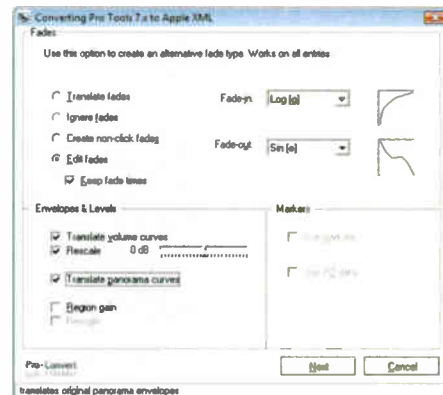 Converting Pro Tools 7.x to Apple XML
Fades
Use this option to create an alternative fade type. Works on all entries
Translate fades
Ignore fades
Create non-click fades
Edit fades
Keep fade times
Fade-in:
Log [g]
Fade-out:
Sin [e]
Envelopes & Levels
Translate volume curves
Rescale 0 dB
Translate panorama curves
Region gain
Markers
Pro-Convert
Next
Cancel
translates original panorama envelopes